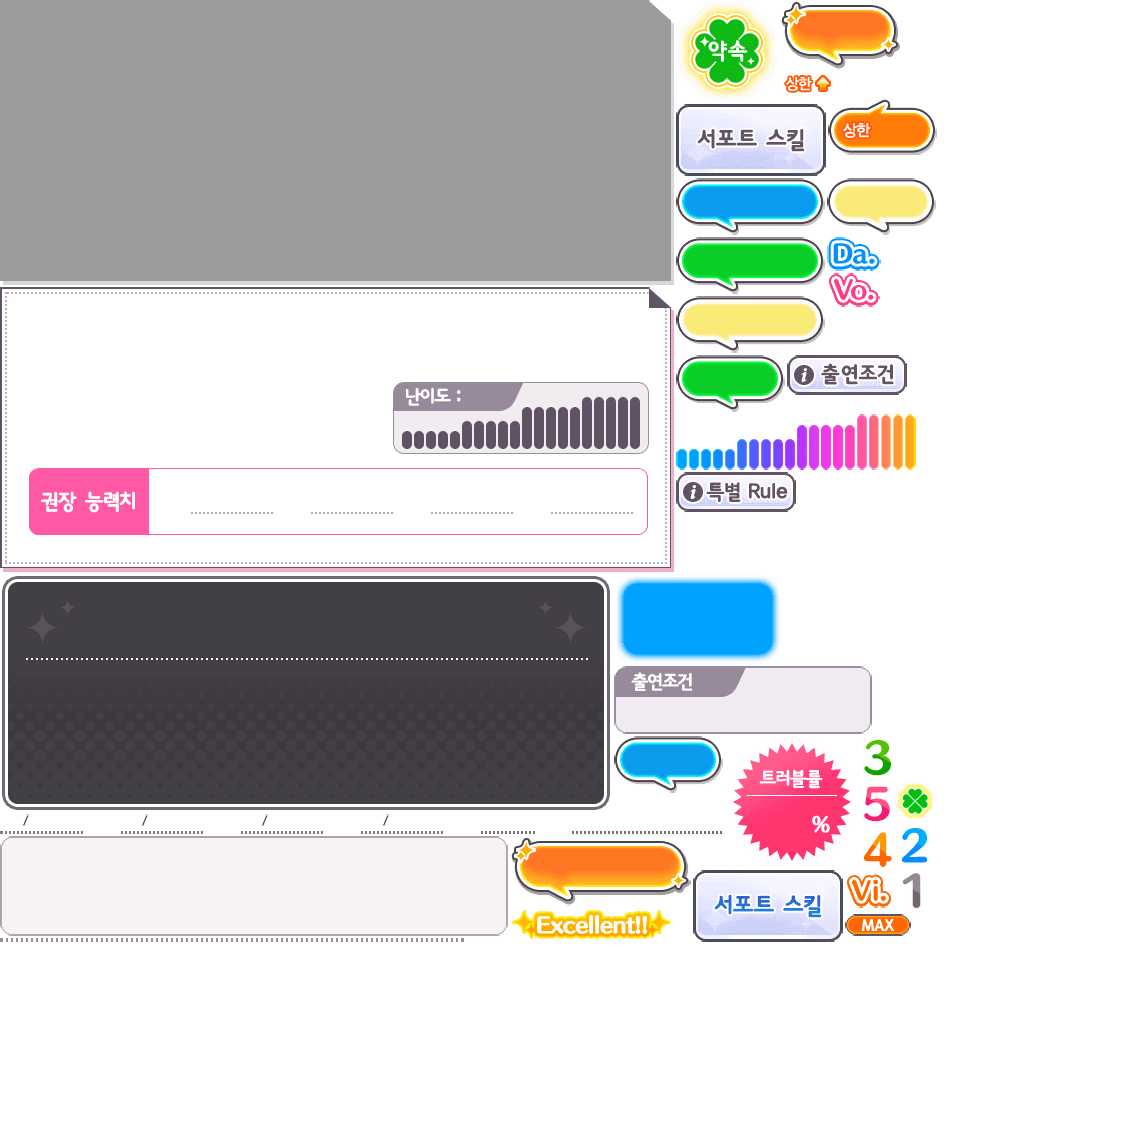 약속
상한
서포트 스킬
상한
Da.
Vo.
출연조건
난이도 :
특별 Rule
권장 능력치
출연조건
트러블률
%
3
5
4
2
/ / / /
Vi.
1
서포트 스킬
Excellent!!
MAX